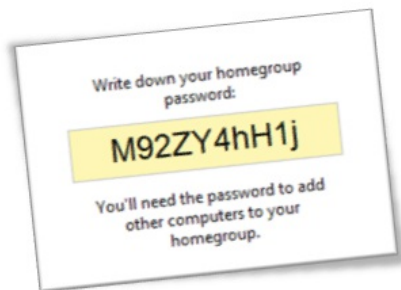 Write down your homegroup
password:
M92ZY4hH1j
You'll need the password to add
other computers to your
homegroup.